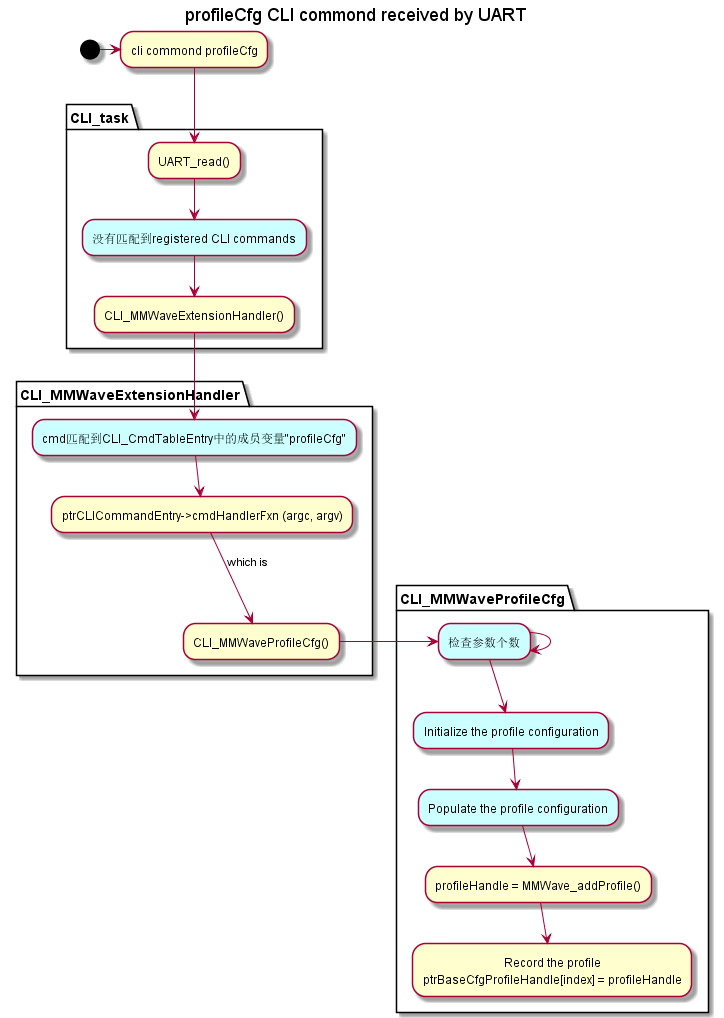 profileCfg CLI commond received by UART
cli commond profileCfg
CLI_task
UART_read()
没有匹配到registered CLI commands
CLI_MMWaveExtensionHandler()
CLI_MMWaveExtensionHandler
cmd匹配到CLI_CmdTableEntry中的成员变量"profileCfg"
ptrCLICommandEntry->cmdHandlerFxn (argc, argv)
which is
CLI_MMWaveProfileCfg()
CLI_MMWaveProfileCfg
检查参数个数
Initialize the profile configuration
Populate the profile configuration
profileHandle = MMWave_addProfile()
Record the profile
ptrBaseCfgProfileHandle[index] = profileHandle